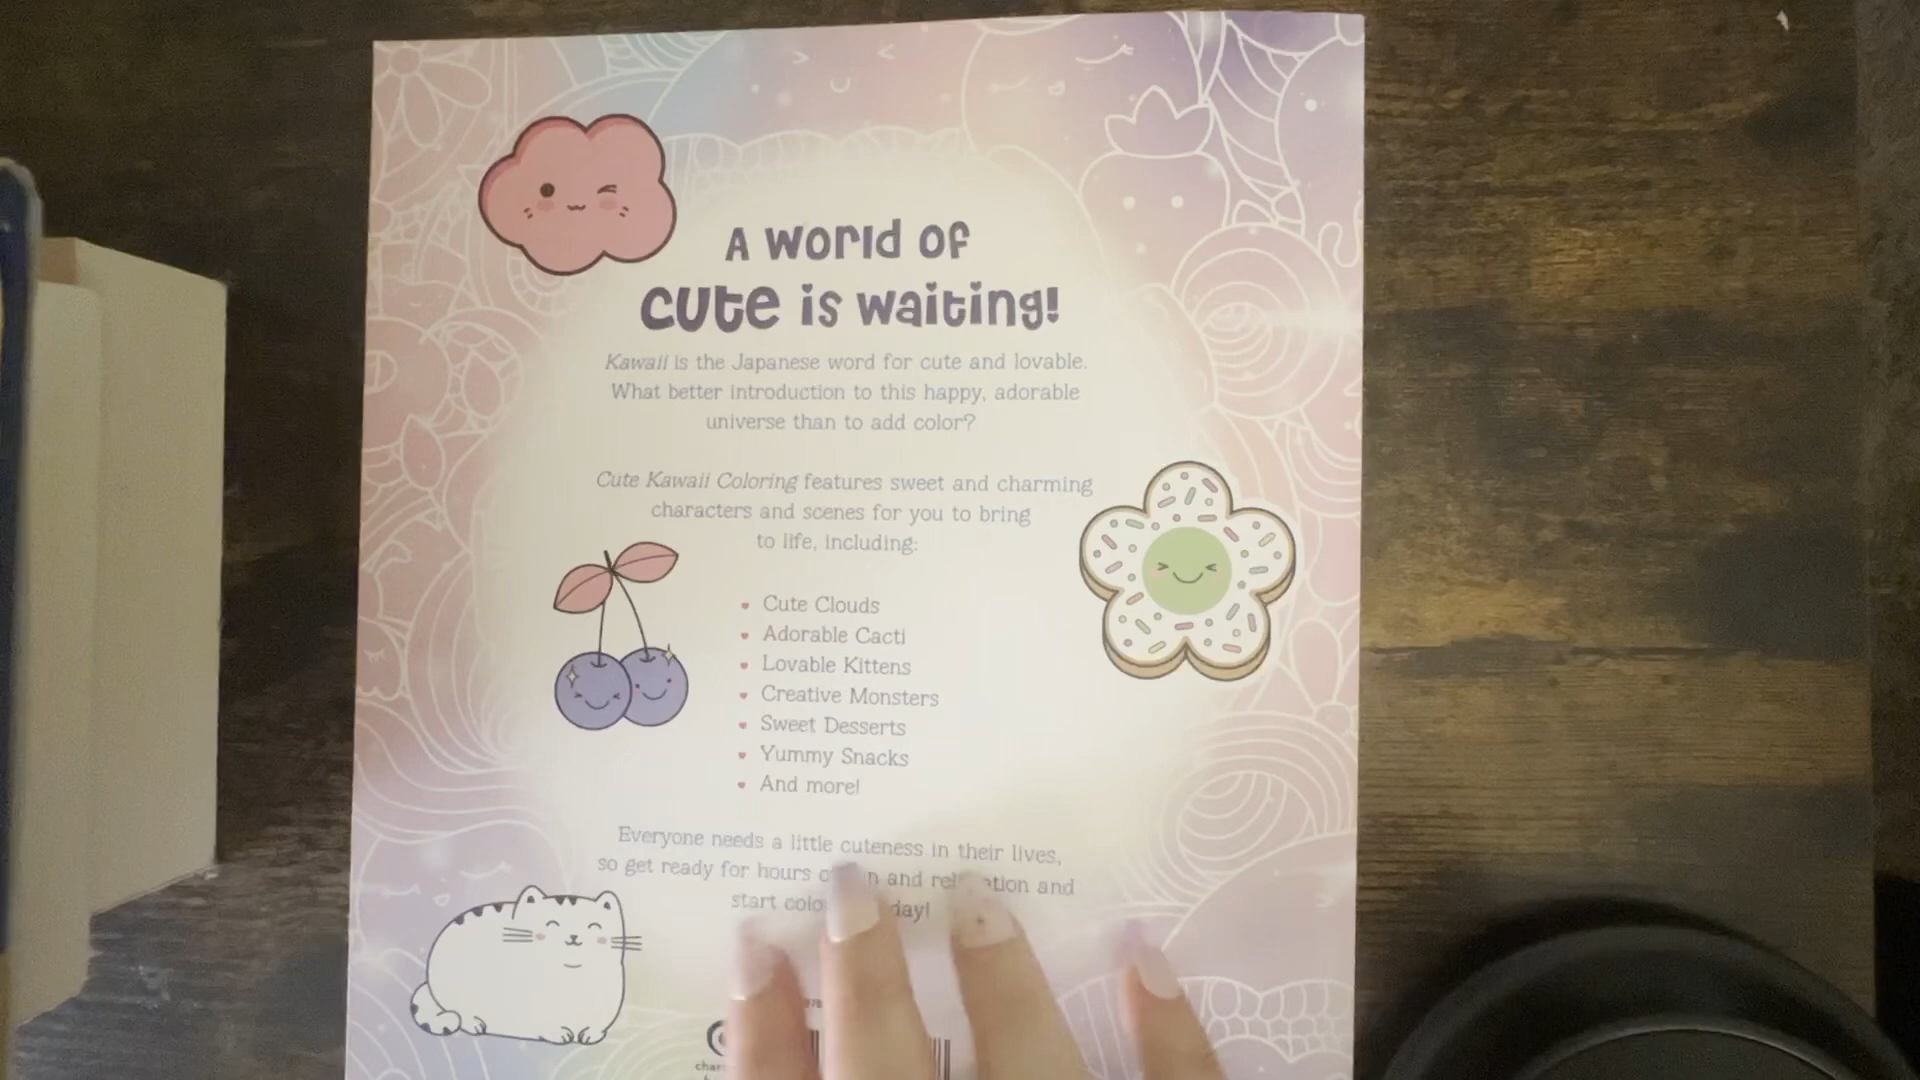 A World of
Cute is Waiting!
Kawaii is the Japanese word for cute and lovable.
What better introduction to this happy, adorable
universe than to add color?
Cute Kawaii Coloring features sweet and charming
characters and scenes for you to bring
to life, including:
♥ Cute Clouds
♥ Adorable Cacti
♥ Lovable Kittens
♥ Creative Monsters
♥ Sweet Desserts
♥ Yummy Snacks
♥ And more!
Everyone needs a little cuteness in their lives,
so get ready for hours and and
start day!